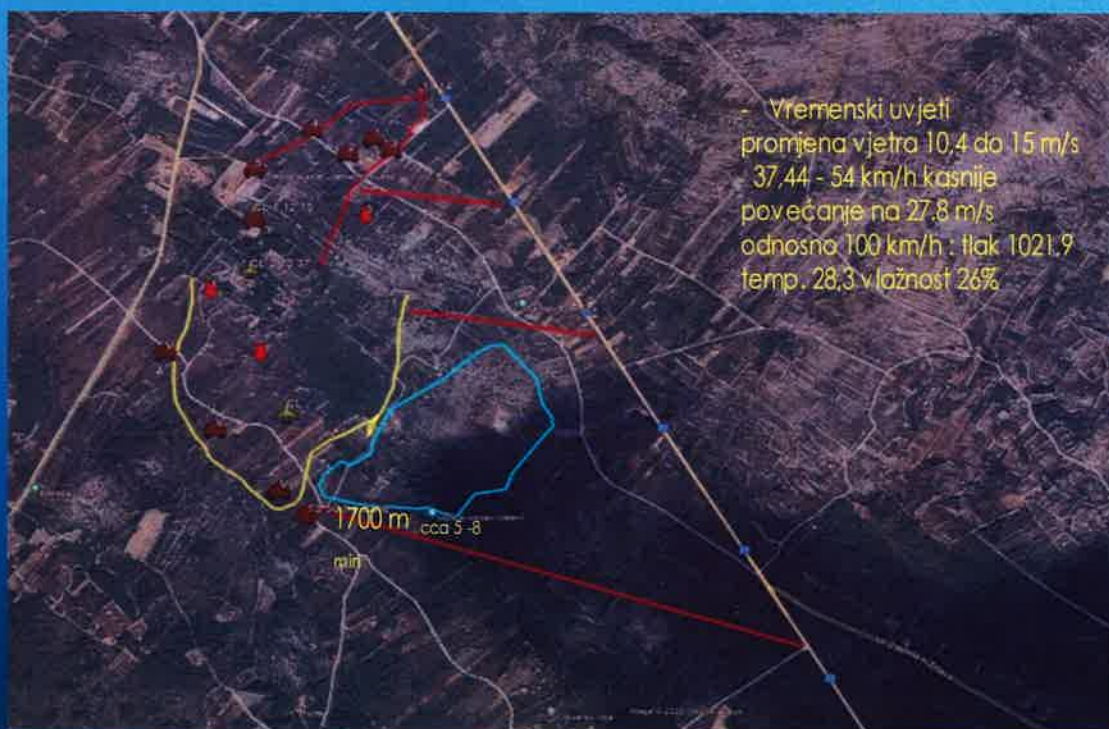 - Vremenski uvjeti
promjena vjetra 10,4 do 15 m/s
37,44 - 54 km/h kasnije
povećanje na 27,8 m/s
odnosno 100 km/h ; tlak 1021,9
temp. 28,3 vlažnost 26%
1700 m cca 5 -8
min